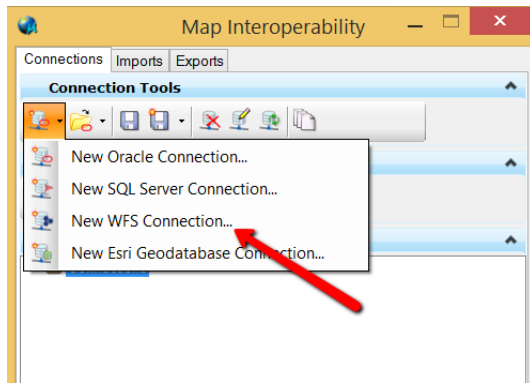 Map Interoperability
Connections Imports Exports
Connection Tools
New Oracle Connection...
New SQL Server Connection...
New WFS Connection...
New Esri Geodatabase Connection...